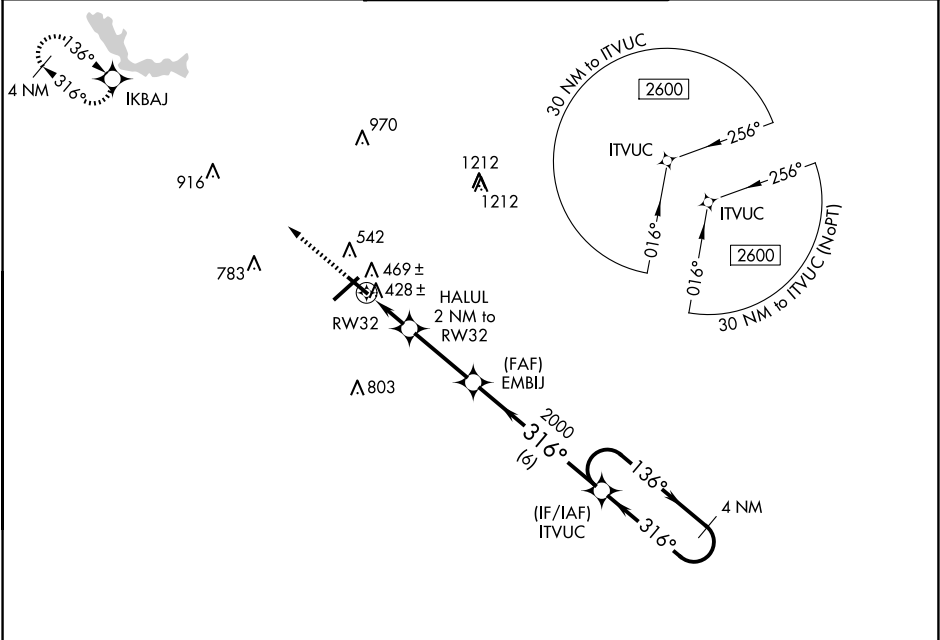 136°
316°
4 NM
IKBAJ
970
916
1212
1212
542
783
469 ±
428 ±
RW32
HALUL
2 NM to
RW32
(FAF)
EMBIJ
803
2000
316°
(6)
(IF/IAF)
ITVUC
136°
316°
4 NM
30 NM to ITVUC
2600
ITVUC
256°
016°
256°
ITVUC
2600
016°
30 NM to ITVUC (NoPT)